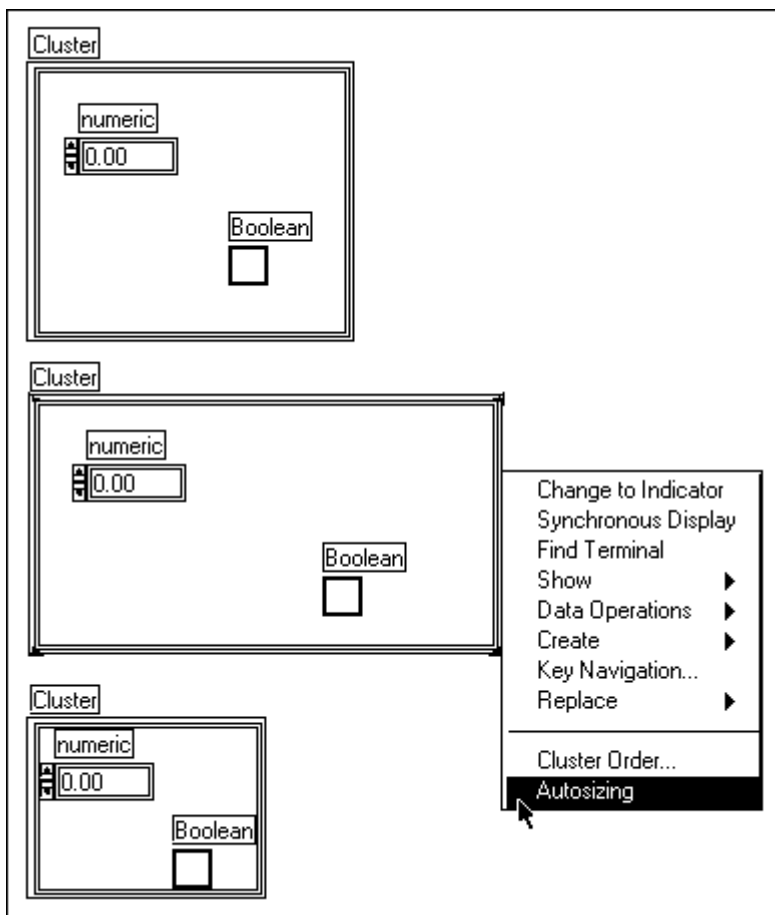 Cluster
numeric
0.00
Boolean
Cluster
numeric
0.00
Boolean
Change to Indicator
Synchronous Display
Find Terminal
Show
Data Operations
Create
Key Navigation...
Replace
Cluster Order...
Autosizing
Cluster
numeric
0.00
Boolean